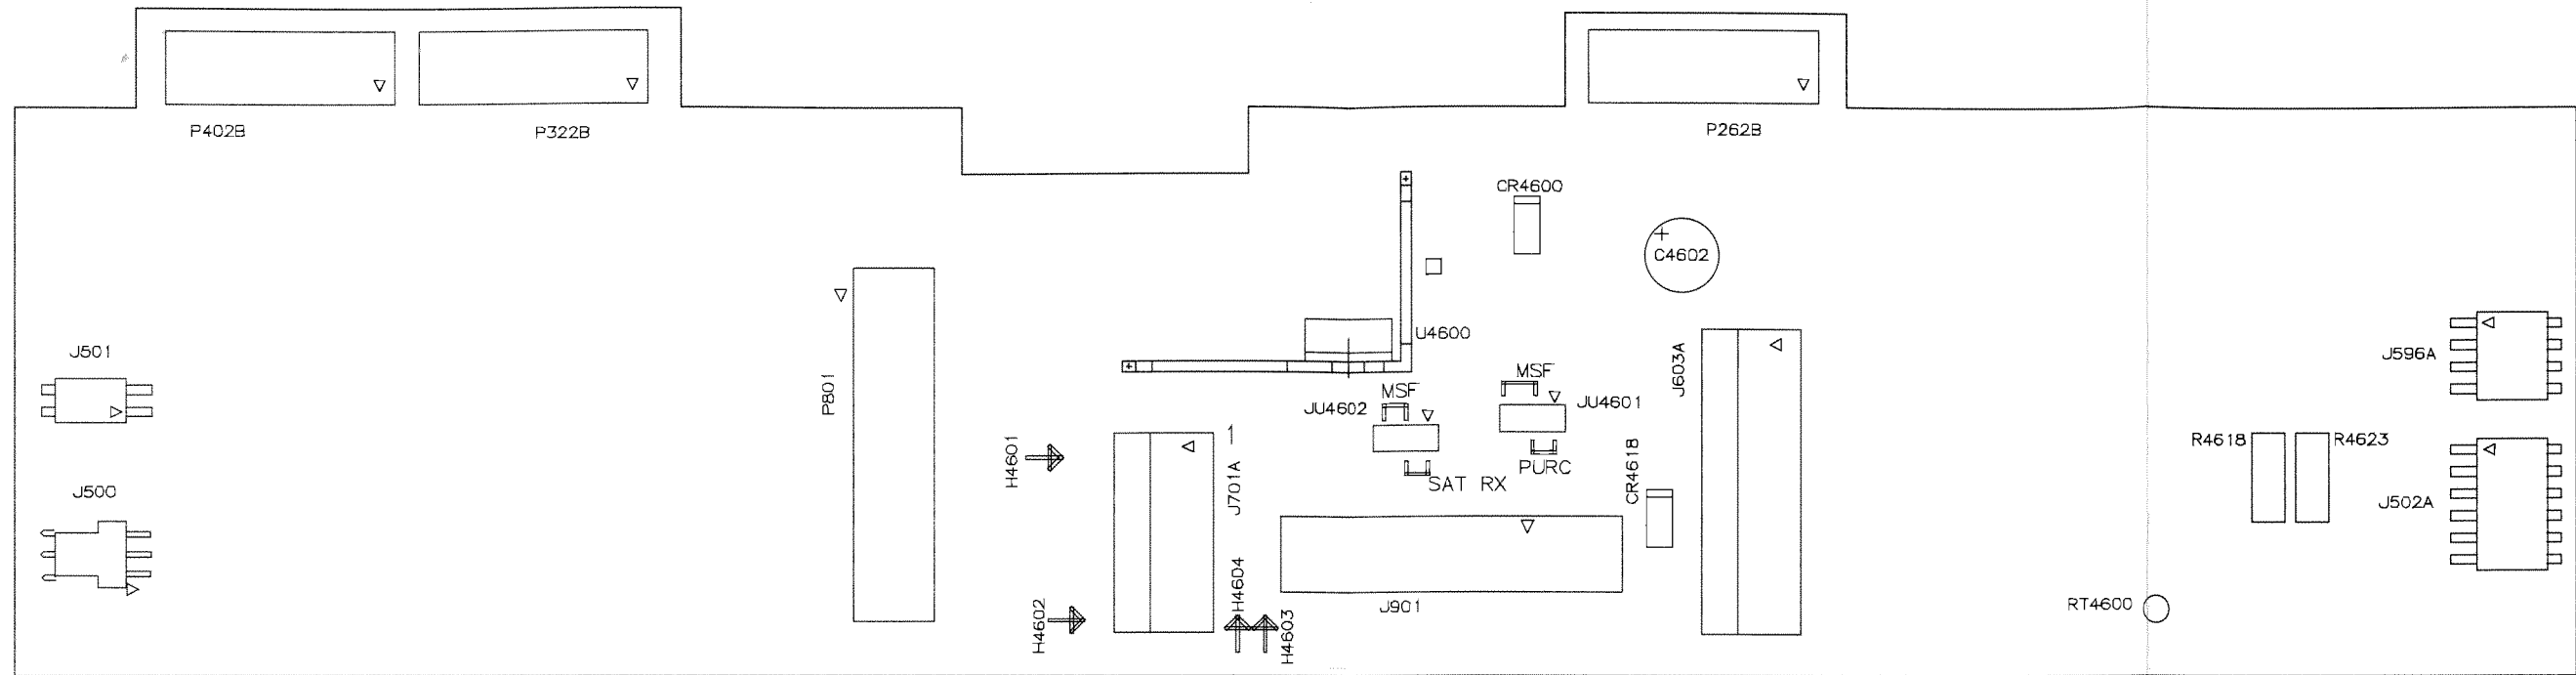 P402B
P322B
P262B
CR4600
C4602
U4600
J501
P801
J603A
J596A
MSF
MSF
JU4602
JU4601
R4618
R4623
H4601
1
J701A
PURC
SAT RX
CR4618
J500
J502A
H4602
H4604
H4603
J901
RT4600